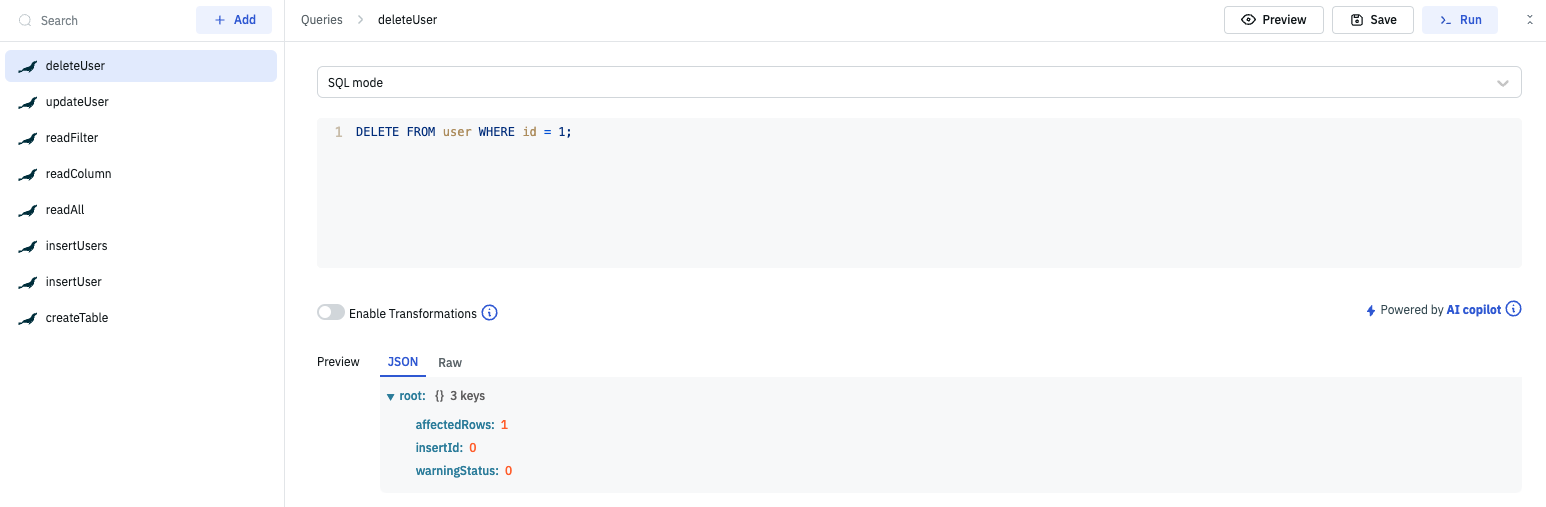 Search
Add
Queries
deleteUser
Preview
Save
Run
deleteUser
updateUser
readFilter
readColumn
readAll
insertUsers
insertUser
createTable
SQL mode
1 DELETE FROM user WHERE id = 1;
Enable Transformations
Powered by AI copilot
Preview JSON Raw
root: {} 3 keys
affectedRows: 1
insertId: 0
warningStatus: 0